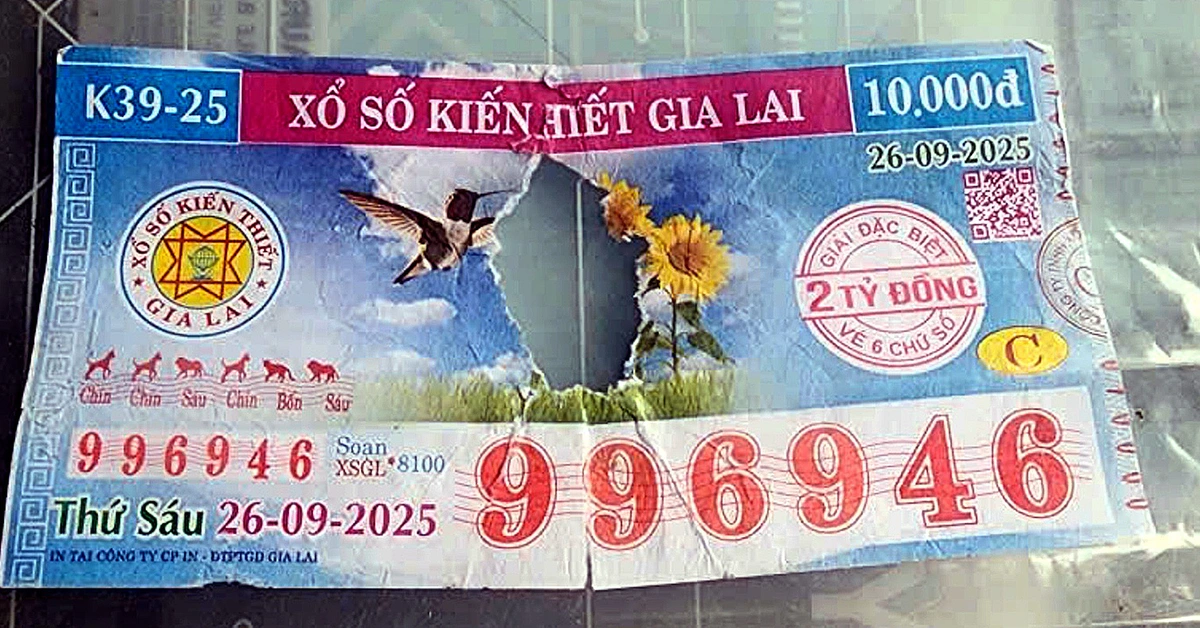 K39-25
XỔ SỐ KIẾN THIẾT GIA LAI
10.000đ
26-09-2025
XỔ SỐ KIẾN THIẾT
GIA LAI
GIẢI ĐẶC BIỆT
2 TỶ ĐỒNG
VÉ 6 CHỮ SỐ
C
Chín Chín Sáu Chín Bốn Sáu
996946
Soạn
XSGL*8100
996946
Thứ Sáu 26-09-2025
IN TẠI CÔNG TY CP IN - DTPTGD GIA LAI